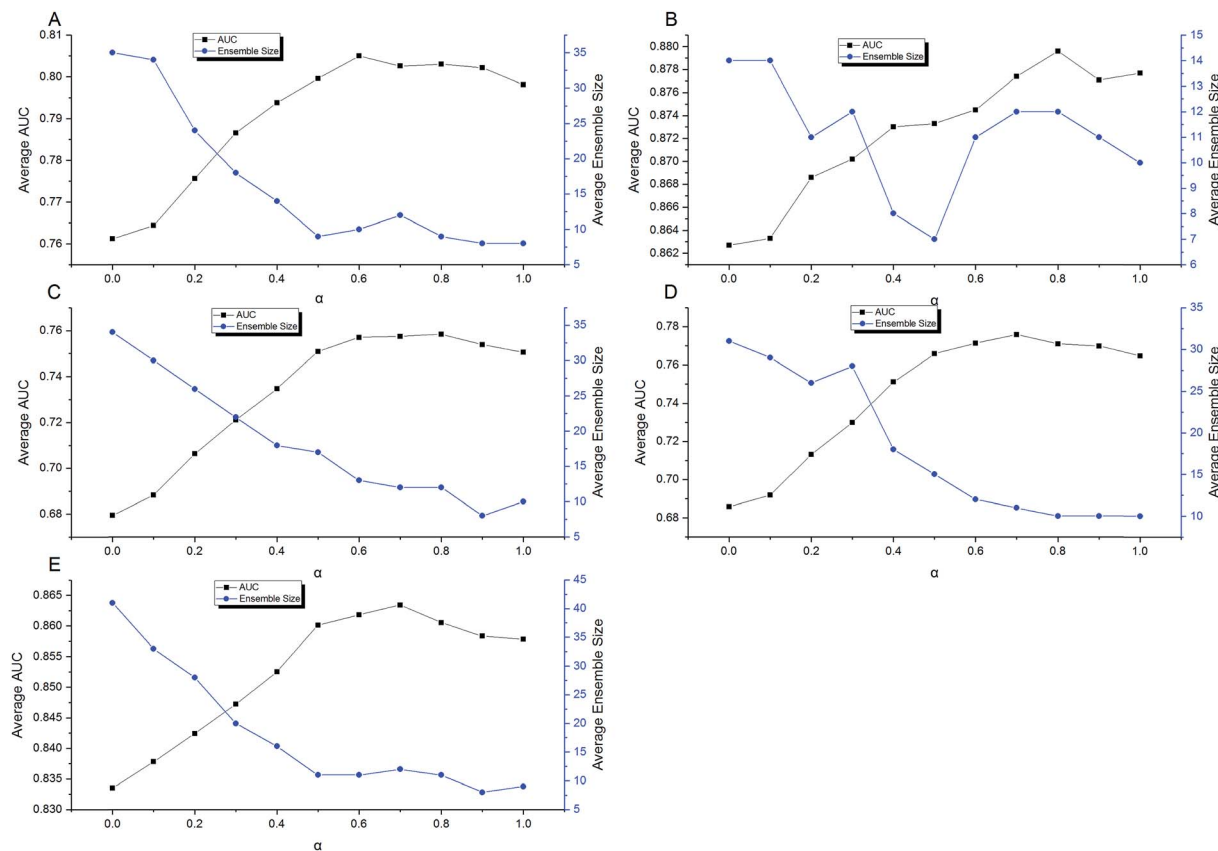 A
AUC
Ensemble Size
0.81
0.80
0.79
0.78
0.77
0.76
Average AUC
35
30
25
20
15
10
5
Average Ensemble Size
0.0 0.2 0.4 0.6 0.8 1.0
α
B
AUC
Ensemble Size
0.880
0.878
0.876
0.874
0.872
0.870
0.868
0.866
0.864
0.862
Average AUC
15
14
13
12
11
10
9
8
7
6
Average Ensemble Size
0.0 0.2 0.4 0.6 0.8 1.0
α
C
AUC
Ensemble Size
0.76
0.74
0.72
0.70
0.68
Average AUC
35
30
25
20
15
10
5
Average Ensemble Size
0.0 0.2 0.4 0.6 0.8 1.0
α
D
AUC
Ensemble Size
0.78
0.76
0.74
0.72
0.70
0.68
Average AUC
35
30
25
20
15
10
Average Ensemble Size
0.0 0.2 0.4 0.6 0.8 1.0
α
E
AUC
Ensemble Size
0.865
0.860
0.855
0.850
0.845
0.840
0.835
0.830
Average AUC
45
40
35
30
25
20
15
10
5
Average Ensemble Size
0.0 0.2 0.4 0.6 0.8 1.0
α